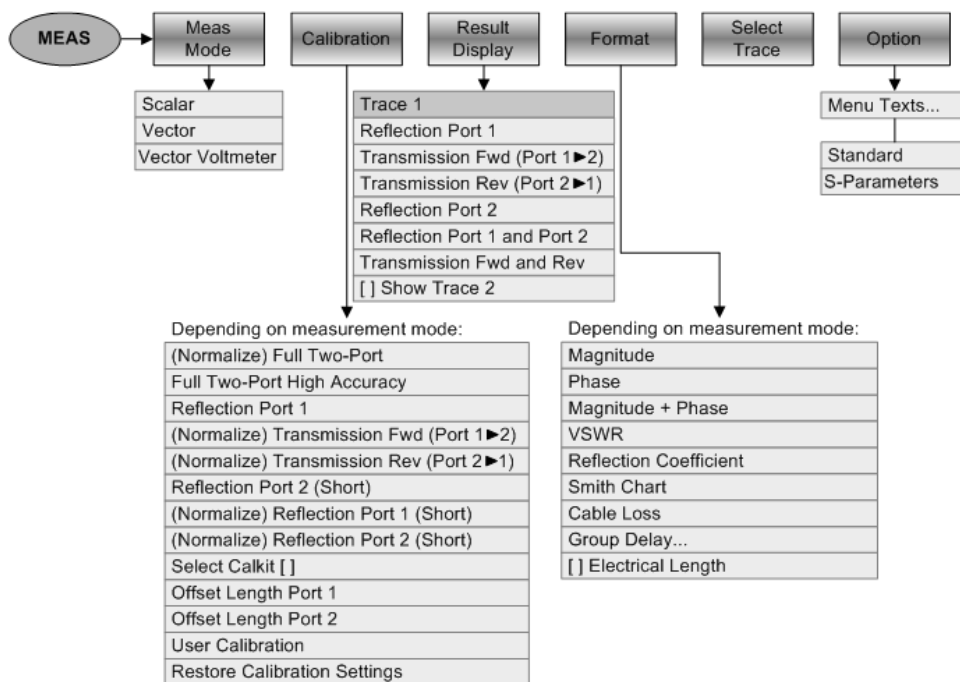 MEAS
Meas
Mode
Calibration
Result
Display
Format
Select
Trace
Option
Scalar
Vector
Vector Voltmeter
Trace 1
Reflection Port 1
Transmission Fwd (Port 1►2)
Transmission Rev (Port 2►1)
Reflection Port 2
Reflection Port 1 and Port 2
Transmission Fwd and Rev
[ ] Show Trace 2
Menu Texts...
Standard
S-Parameters
Depending on measurement mode:
(Normalize) Full Two-Port
Full Two-Port High Accuracy
Reflection Port 1
(Normalize) Transmission Fwd (Port 1►2)
(Normalize) Transmission Rev (Port 2►1)
Reflection Port 2 (Short)
(Normalize) Reflection Port 1 (Short)
(Normalize) Reflection Port 2 (Short)
Select Calkit [ ]
Offset Length Port 1
Offset Length Port 2
User Calibration
Restore Calibration Settings
Depending on measurement mode:
Magnitude
Phase
Magnitude + Phase
VSWR
Reflection Coefficient
Smith Chart
Cable Loss
Group Delay...
[ ] Electrical Length